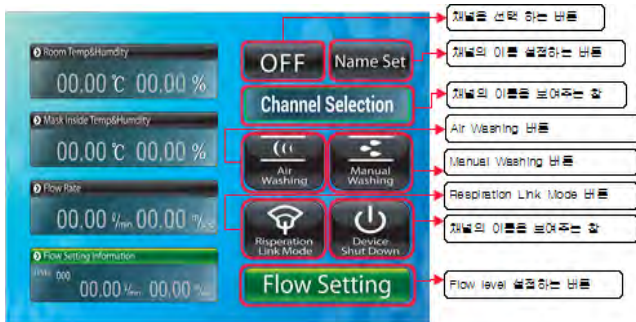 Room Temp&Humdity
00.00 ℃ 00.00 %
Mask Inside Temp&Humdity
00.00 ℃ 00.00 %
Flow Rate
00.00 ℓ/min 00.00
Flow Setting Information
000
00.00 ℓ/min 00.00
OFF
Name Set
Channel Selection
Air
Washing
Manual
Washing
Risperation
Link Mode
Device
Shut Down
Flow Setting
채널을 선택 하는 버튼
채널의 이름 설정하는 버튼
채널의 이름을 보여주는 창
Air Washing 버튼
Manual Washing 버튼
Respiration Link Mode 버튼
채널의 이름을 보여주는 창
Flow level 설정하는 버튼